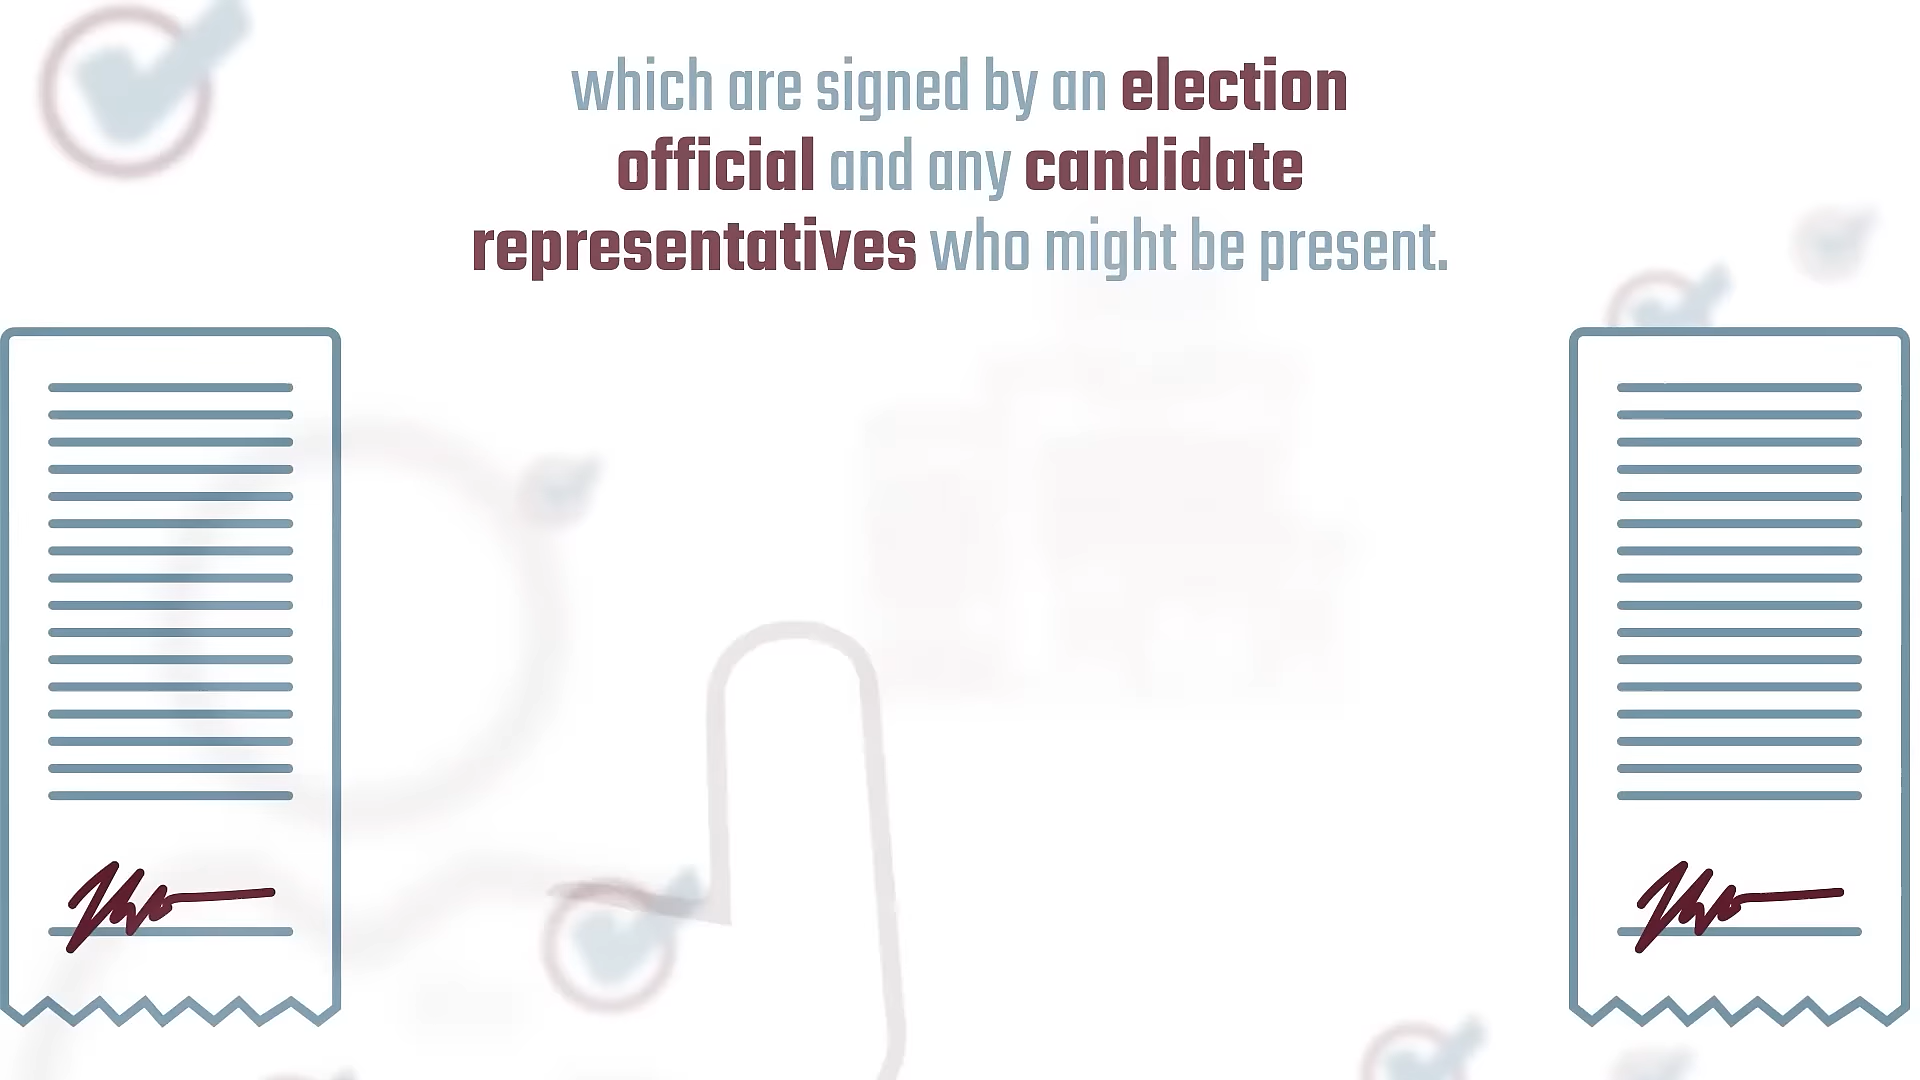 which are signed by an election
official and any candidate
representatives who might be present.